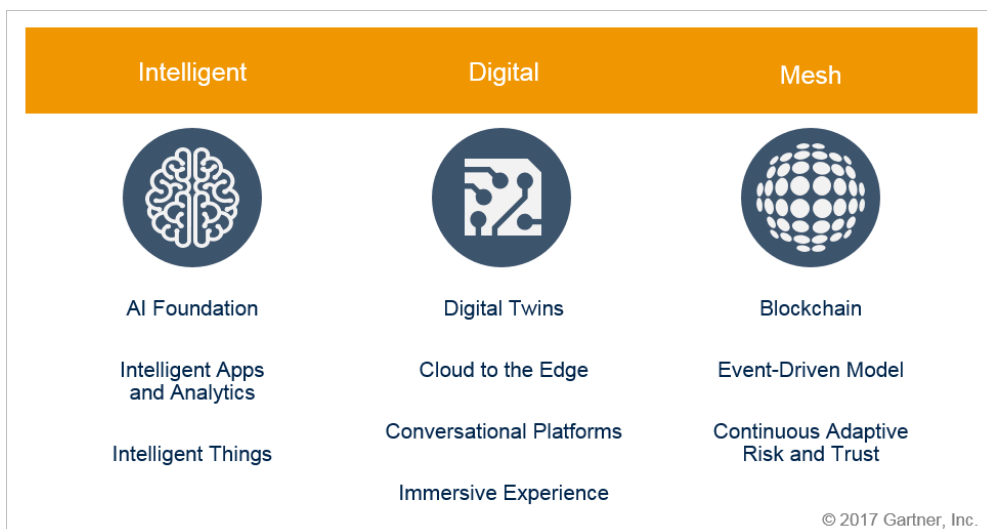 Intelligent
Digital
Mesh
AI Foundation
Intelligent Apps
and Analytics
Intelligent Things
Digital Twins
Cloud to the Edge
Conversational Platforms
Immersive Experience
Blockchain
Event-Driven Model
Continuous Adaptive
Risk and Trust
© 2017 Gartner, Inc.